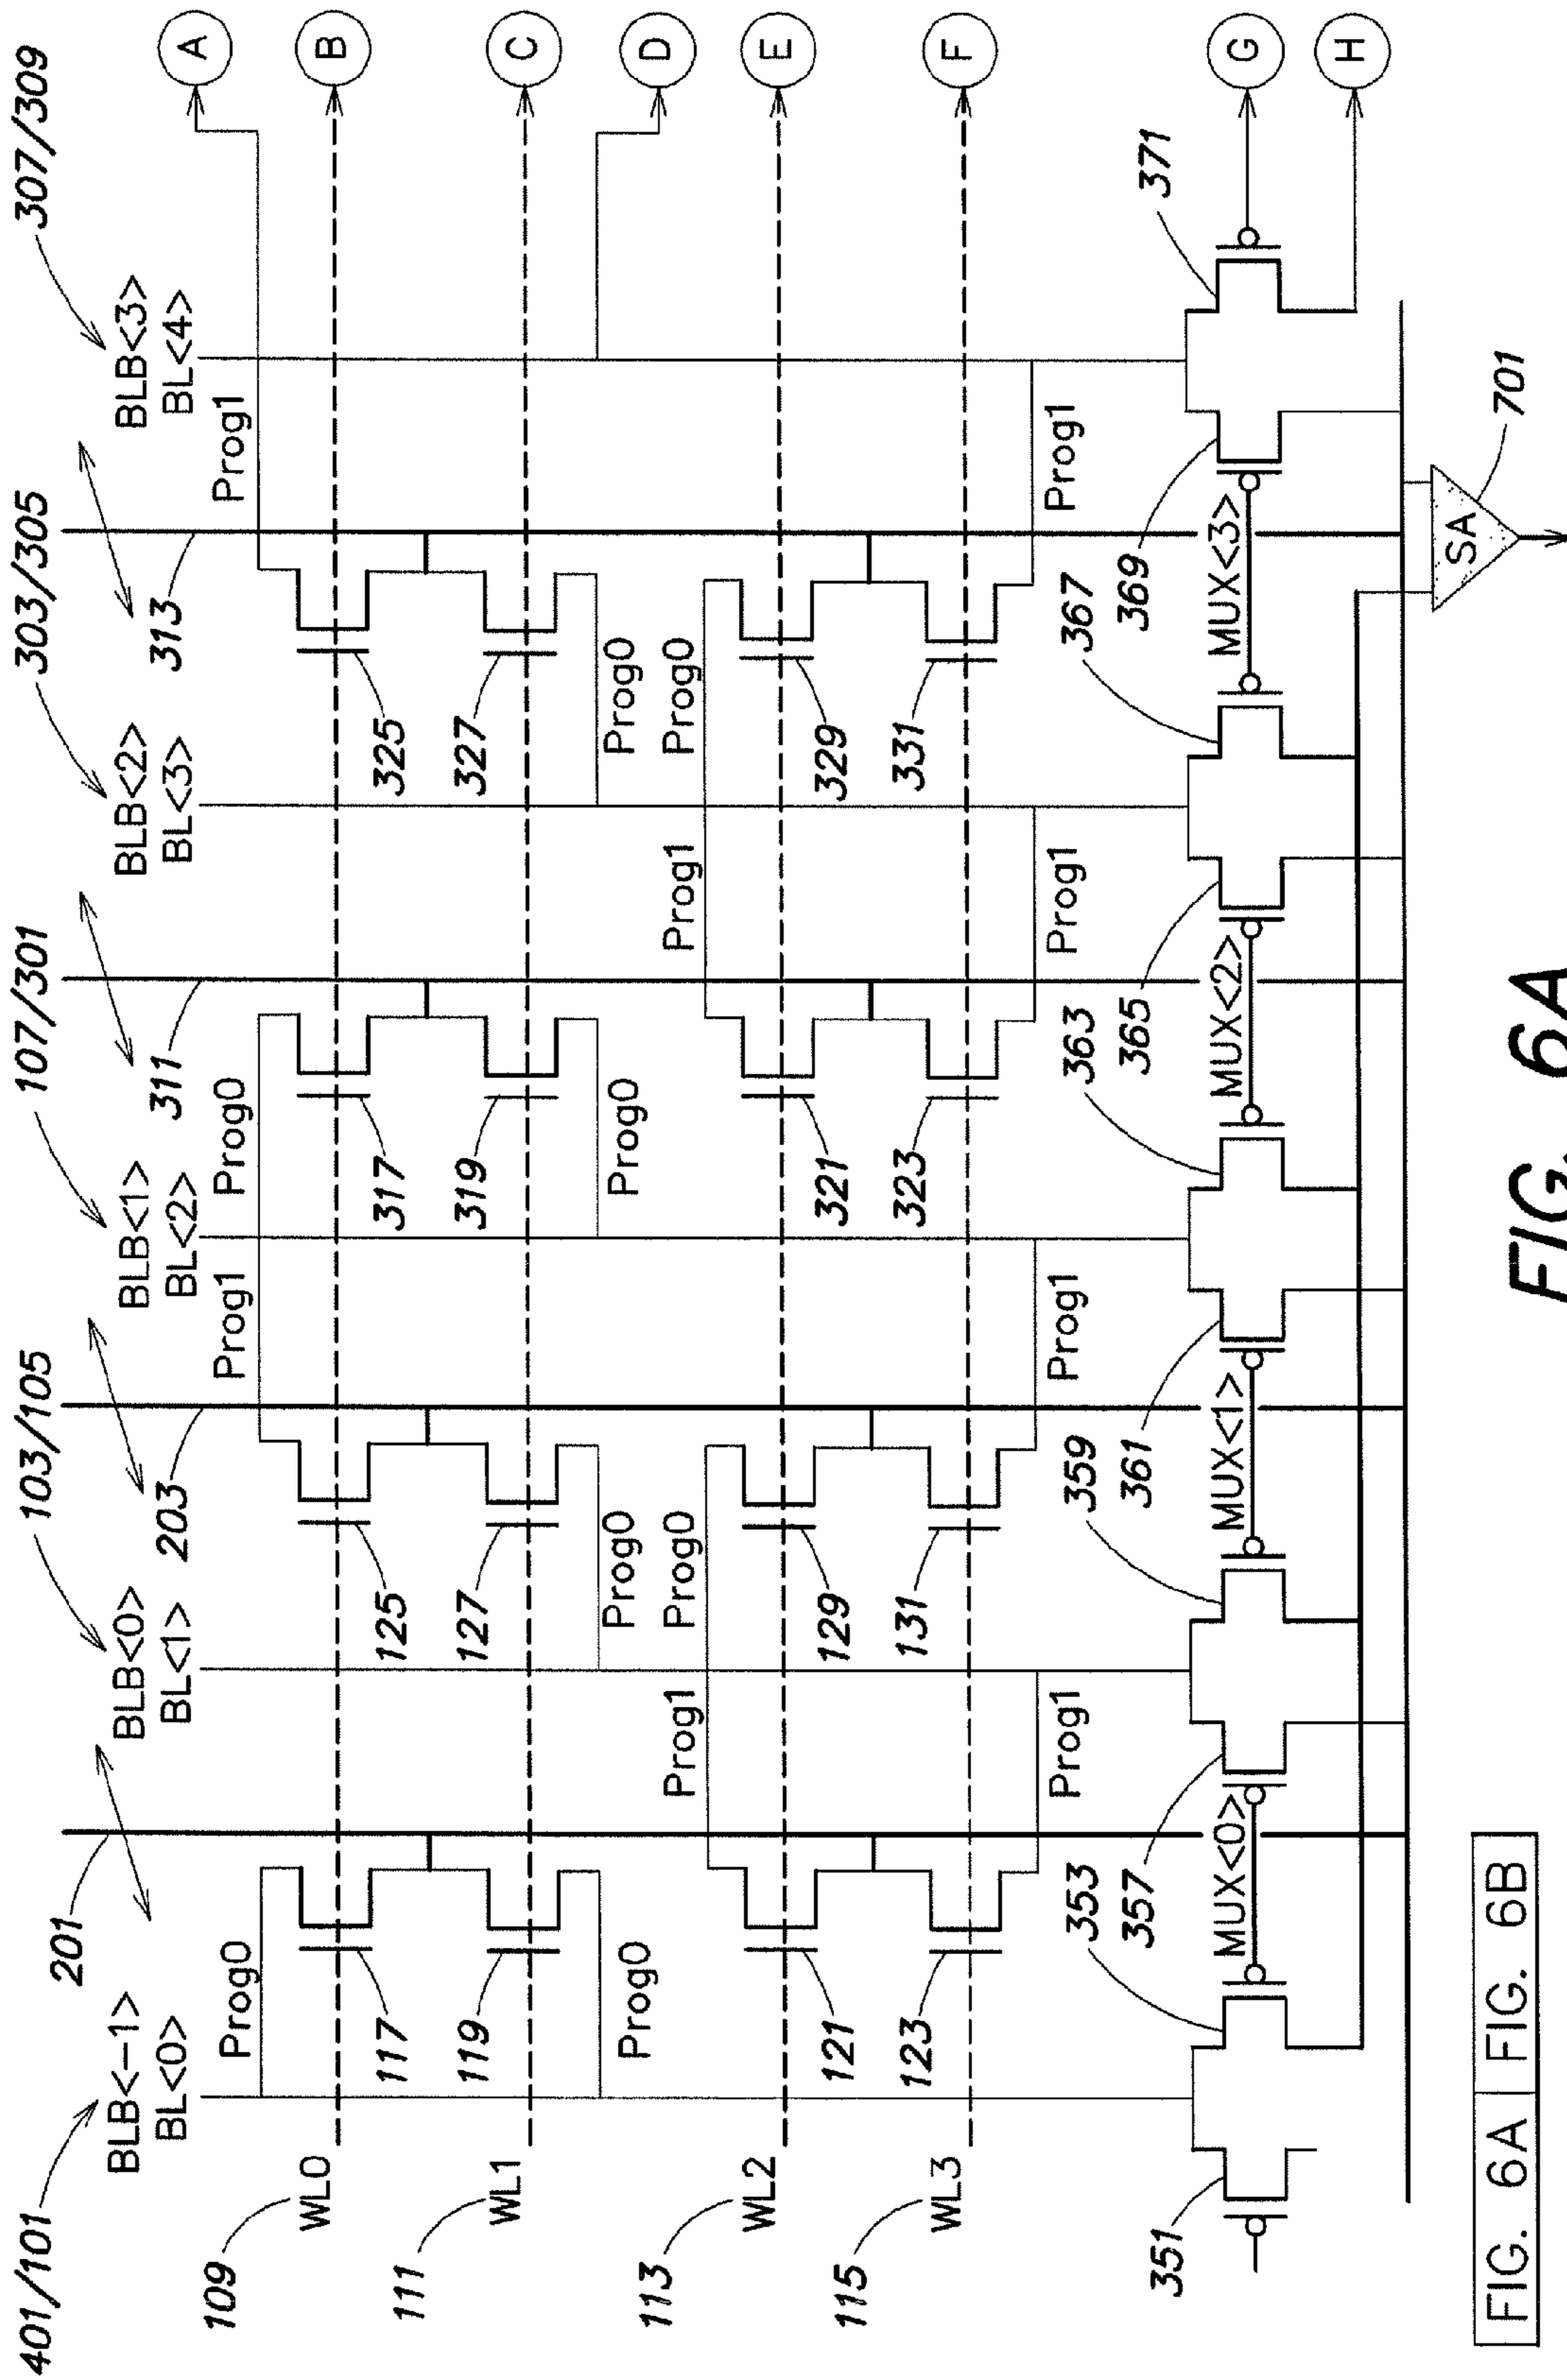 401/101
BLB<-1>
BL<0>
201
103/105
BLB<0>
BL<1>
203
107/301
BLB<1>
BL<2>
311
303/305
BLB<2>
BL<3>
313
307/309
BLB<3>
BL<4>
A
Prog0
Prog1
Prog0
Prog1
109
WL0
117
125
317
325
B
111
WL1
119
127
319
327
C
Prog0
Prog0
Prog0
Prog0
D
Prog1
Prog0
Prog1
Prog0
113
WL2
121
129
321
329
E
115
WL3
123
131
323
331
F
Prog1
Prog1
Prog1
Prog1
351
353
357
MUX<0>
359
361
MUX<1>
363
365
MUX<2>
367
369
MUX<3>
371
G
H
SA
701
FIG. 6A
FIG. 6A FIG. 6B